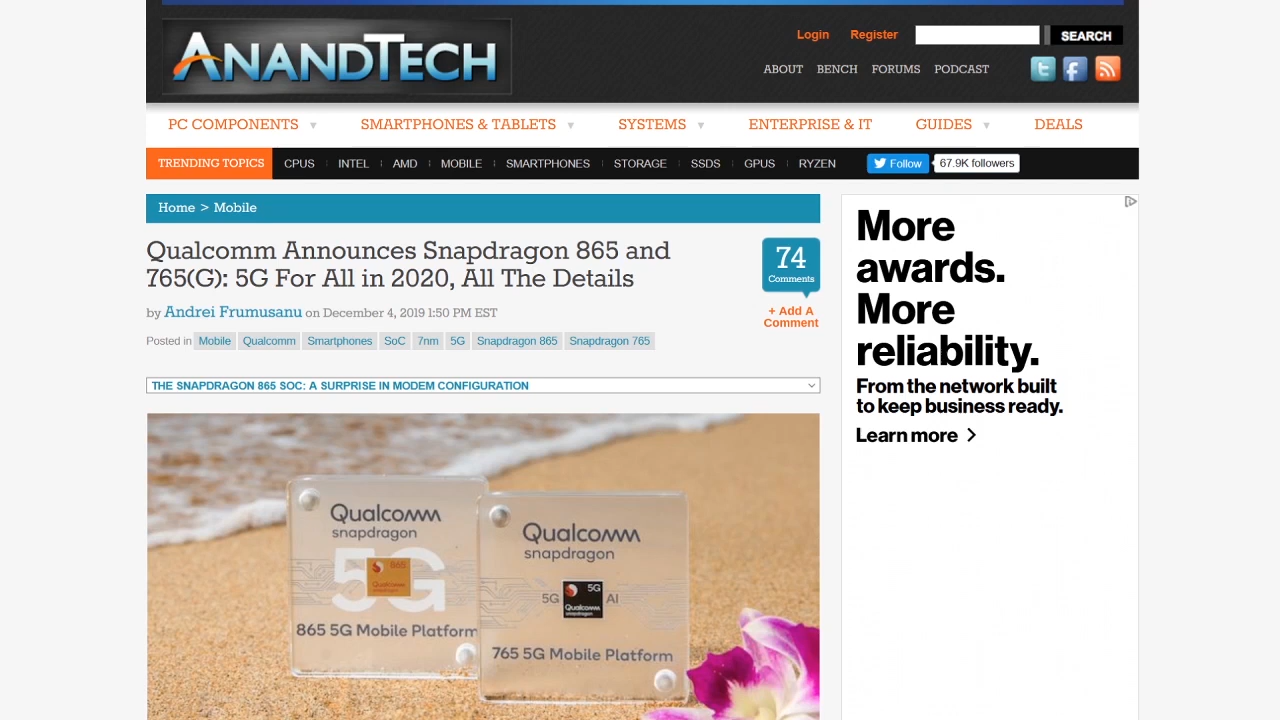 ANANDTECH
Login Register SEARCH
ABOUT BENCH FORUMS PODCAST
PC COMPONENTS SMARTPHONES & TABLETS SYSTEMS ENTERPRISE & IT GUIDES DEALS
TRENDING TOPICS CPUS INTEL AMD MOBILE SMARTPHONES STORAGE SSDS GPUS RYZEN Follow 67.9K followers
Home > Mobile
Qualcomm Announces Snapdragon 865 and
765(G): 5G For All in 2020, All The Details
74
Comments
+ Add A
Comment
by Andrei Frumusanu on December 4, 2019 1:50 PM EST
Posted in Mobile Qualcomm Smartphones SoC 7nm 5G Snapdragon 865 Snapdragon 765
THE SNAPDRAGON 865 SOC: A SURPRISE IN MODEM CONFIGURATION
Qualcomm
snapdragon
5G
865
865 5G Mobile Platform
Qualcomm
snapdragon
5G
5G AI
Qualcomm
snapdragon
765 5G Mobile Platform
More
awards.
More
reliability.
From the network built
to keep business ready.
Learn more >